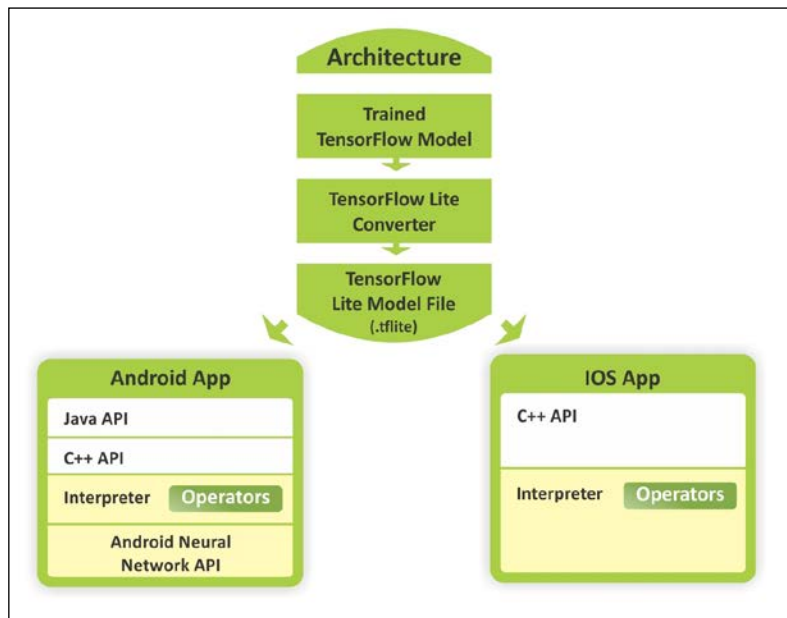 Architecture
Trained
TensorFlow Model
TensorFlow Lite
Converter
TensorFlow
Lite Model File
(.tflite)
Android App
Java API
C++ API
Interpreter Operators
Android Neural
Network API
IOS App
C++ API
Interpreter Operators